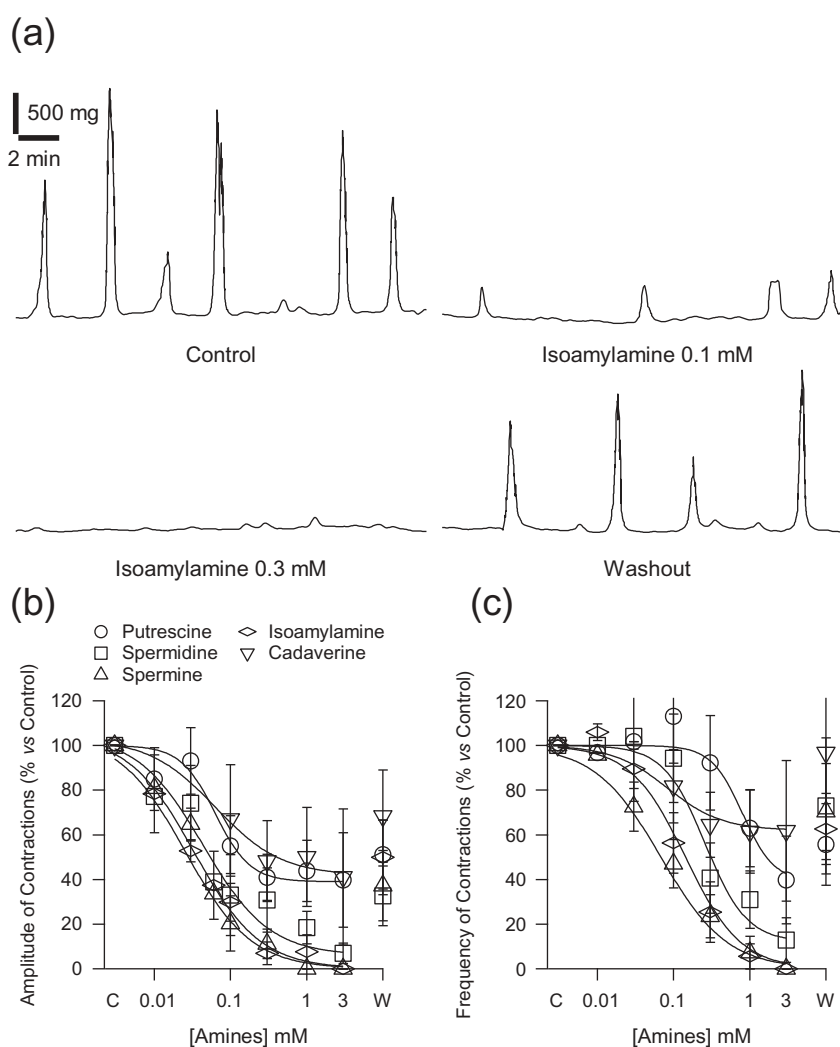 (a)
500 mg
2 min
Control
Isoamylamine 0.1 mM
Isoamylamine 0.3 mM
Washout
(b)
Putrescine
Isoamylamine
Spermidine
Cadaverine
Spermine
Amplitude of Contractions (% vs Control)
120
100
80
60
40
20
0
C 0.01 0.1 1 3 W
[Amines] mM
(c)
Frequency of Contractions (% vs Control)
120
100
80
60
40
20
0
C 0.01 0.1 1 3 W
[Amines] mM